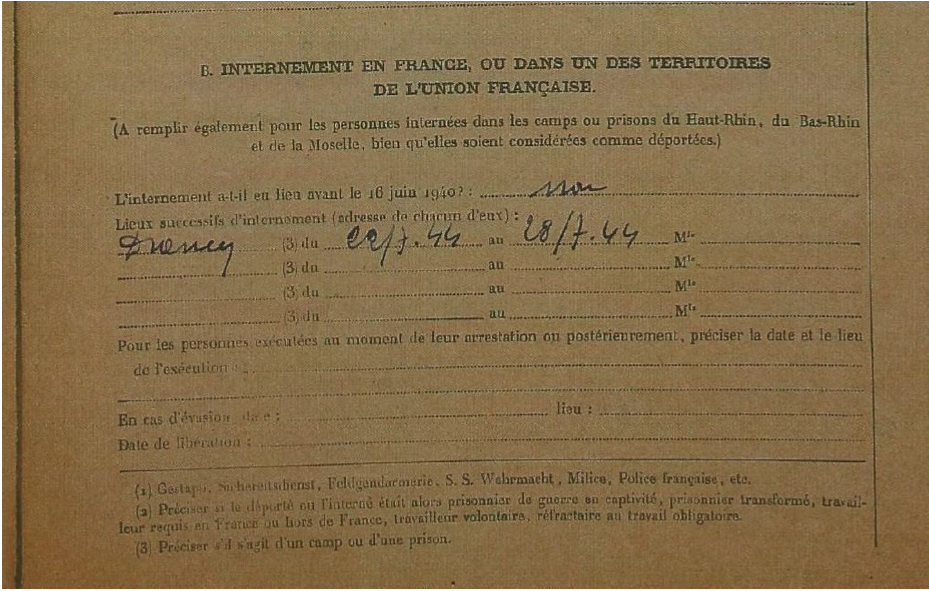 B. INTERNEMENT EN FRANCE, OU DANS UN DES TERRITOIRES
DE L'UNION FRANÇAISE.
(A remplir également pour les personnes internées dans les camps ou prisons du Haut-Rhin, du Bas-Rhin
et de la Moselle, bien qu'elles soient considérées comme déportées.)
L'internement a-t-il eu lieu avant le 16 juin 1940? : non
Lieux successifs d'internement (adresse de chacun d'eux) :
Drancy (3) du 22/7.44 au 28/7.44 Mle
(3) du au Mle
(3) du au Mle
(3) du au Mle
Pour les personnes exécutées au moment de leur arrestation ou postérieurement, préciser la date et le lieu
de l'exécution :
En cas d'évasion, date : lieu :
Date de libération :
(1) Gestapo, Sicherheitsdienst, Feldgendarmerie, S. S. Wehrmacht, Milice, Police française, etc.
(2) Préciser si le déporté ou l'interné était alors prisonnier de guerre en captivité, prisonnier transformé, travail-
leur requis en France ou hors de France, travailleur volontaire, réfractaire au travail obligatoire.
(3) Préciser s'il s'agit d'un camp ou d'une prison.